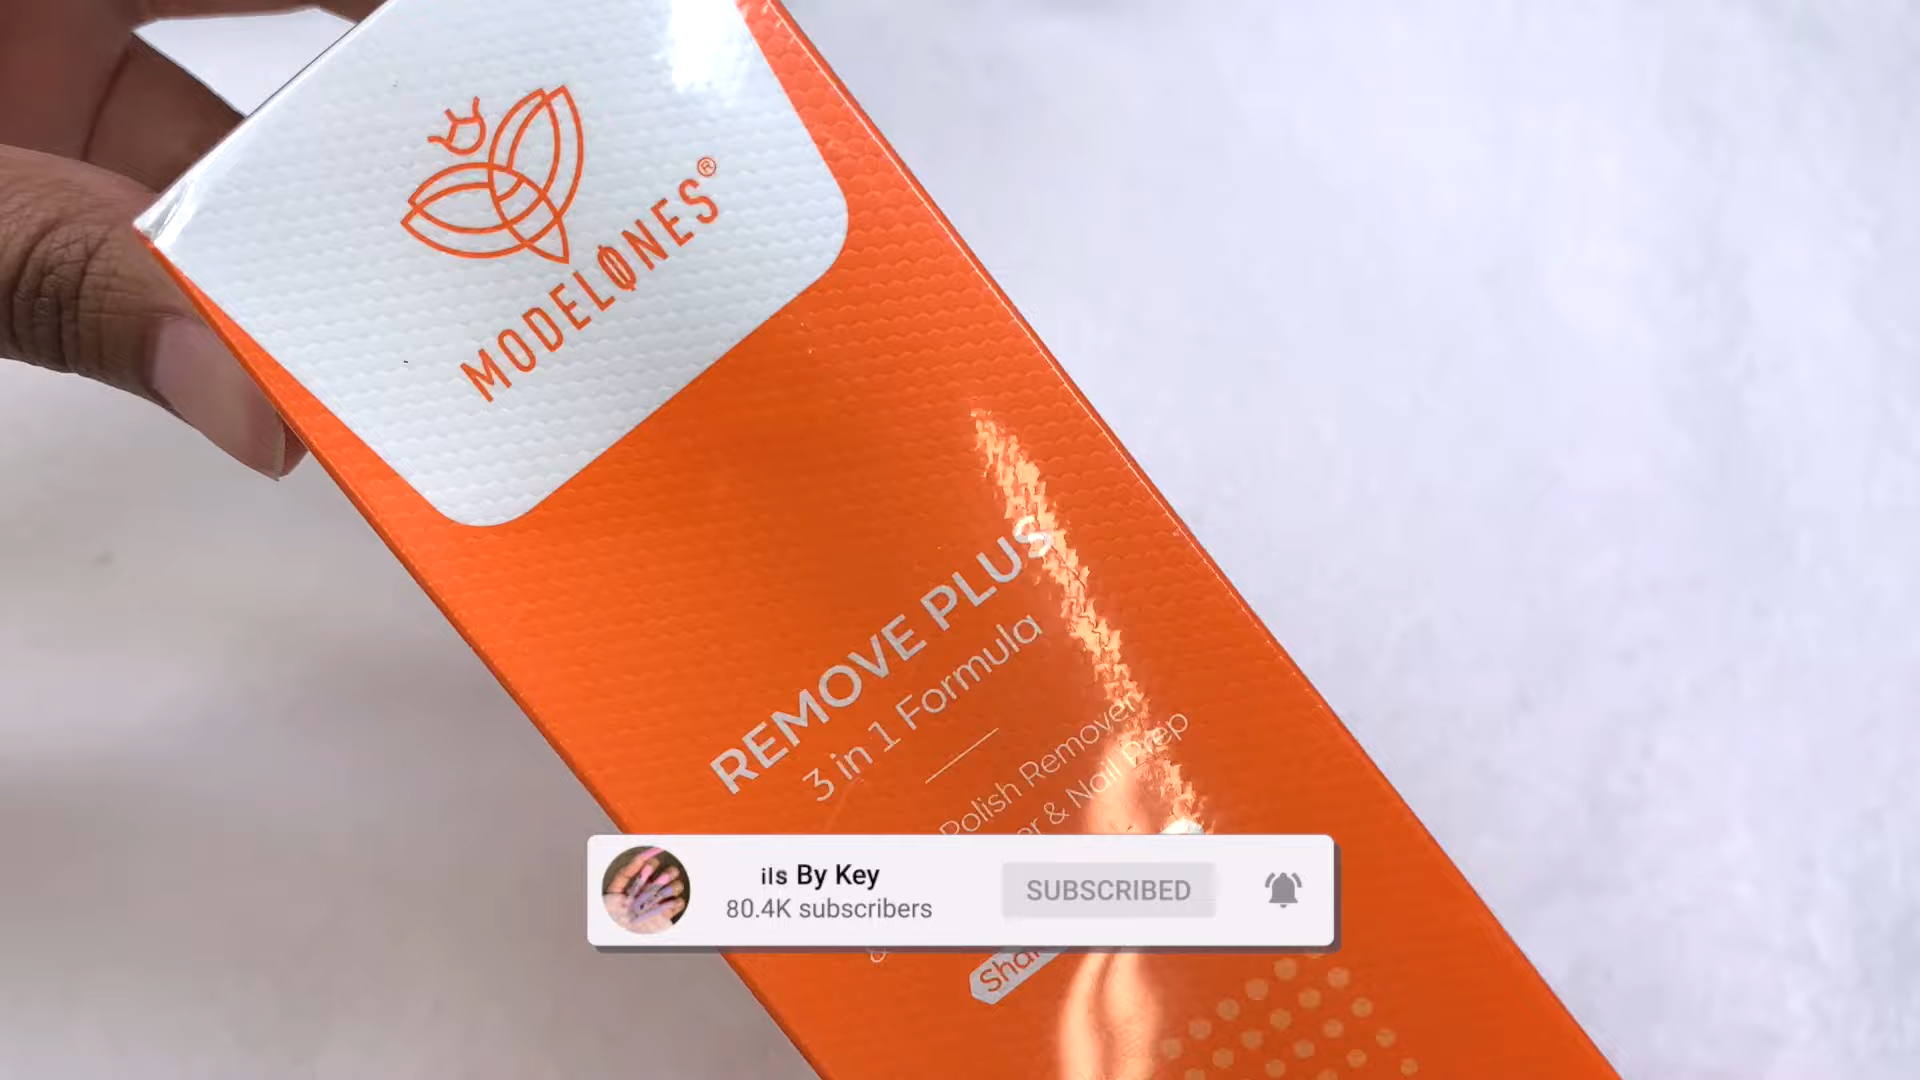 MODELONES®
REMOVE PLUS
3 in 1 Formula
Polish Remover
& Nail Prep
ils By Key
80.4K subscribers
SUBSCRIBED